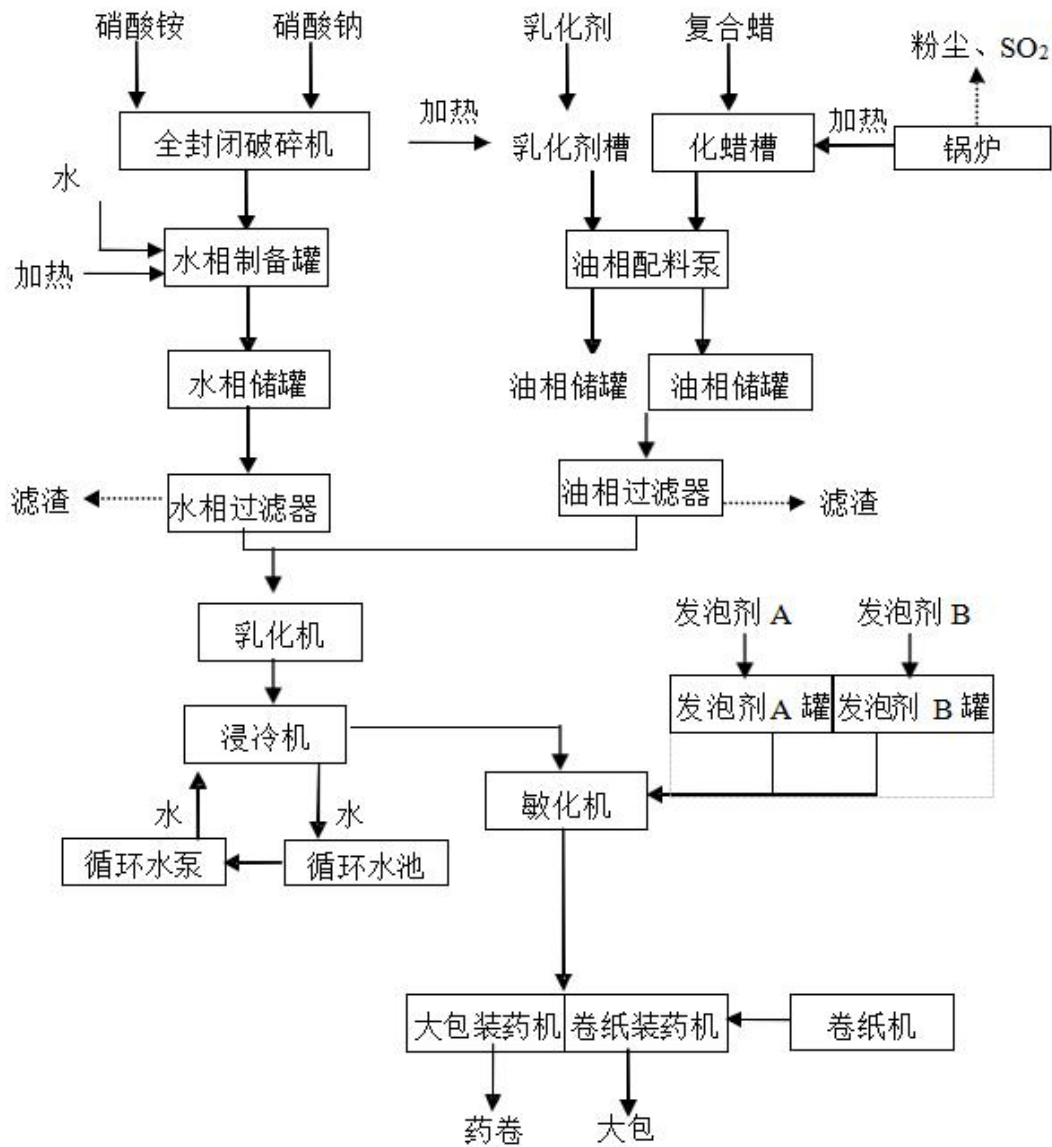 硝酸铵
硝酸钠
乳化剂
复合蜡
粉尘、SO₂
全封闭破碎机
加热
乳化剂槽
化蜡槽
加热
锅炉
水
加热
水相制备罐
油相配料泵
水相储罐
油相储罐
油相储罐
滤渣
水相过滤器
油相过滤器
滤渣
乳化机
发泡剂 A
发泡剂 B
发泡剂 A 罐
发泡剂 B 罐
浸冷机
敏化机
水
水
循环水泵
循环水池
大包装药机
卷纸装药机
卷纸机
药卷
大包